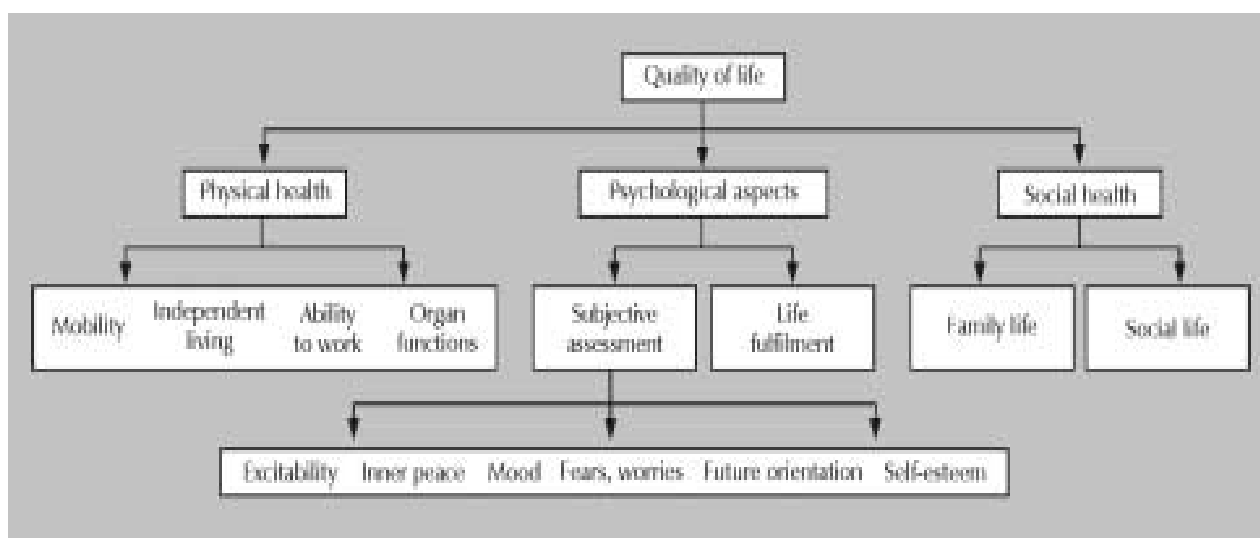 Quality of life
Physical health
Psychological aspects
Social health
Mobility
Independent
living
Ability
to work
Organ
functions
Subjective
assessment
Life
fulfilment
Family life
Social life
Excitability Inner peace Mood Fears, worries Future orientation Self-esteem